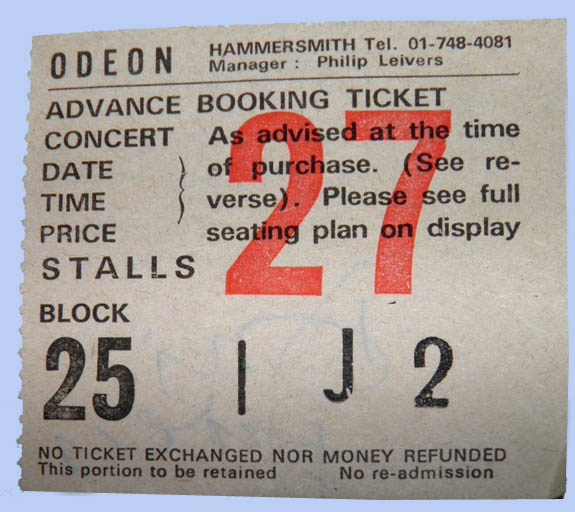 ODEON HAMMERSMITH Tel. 01-748-4081
Manager : Philip Leivers
ADVANCE BOOKING TICKET
CONCERT As advised at the time
DATE of purchase. (See re-
TIME verse). Please see full
PRICE seating plan on display
27
STALLS
BLOCK
25 | J 2
NO TICKET EXCHANGED NOR MONEY REFUNDED
This portion to be retained No re-admission